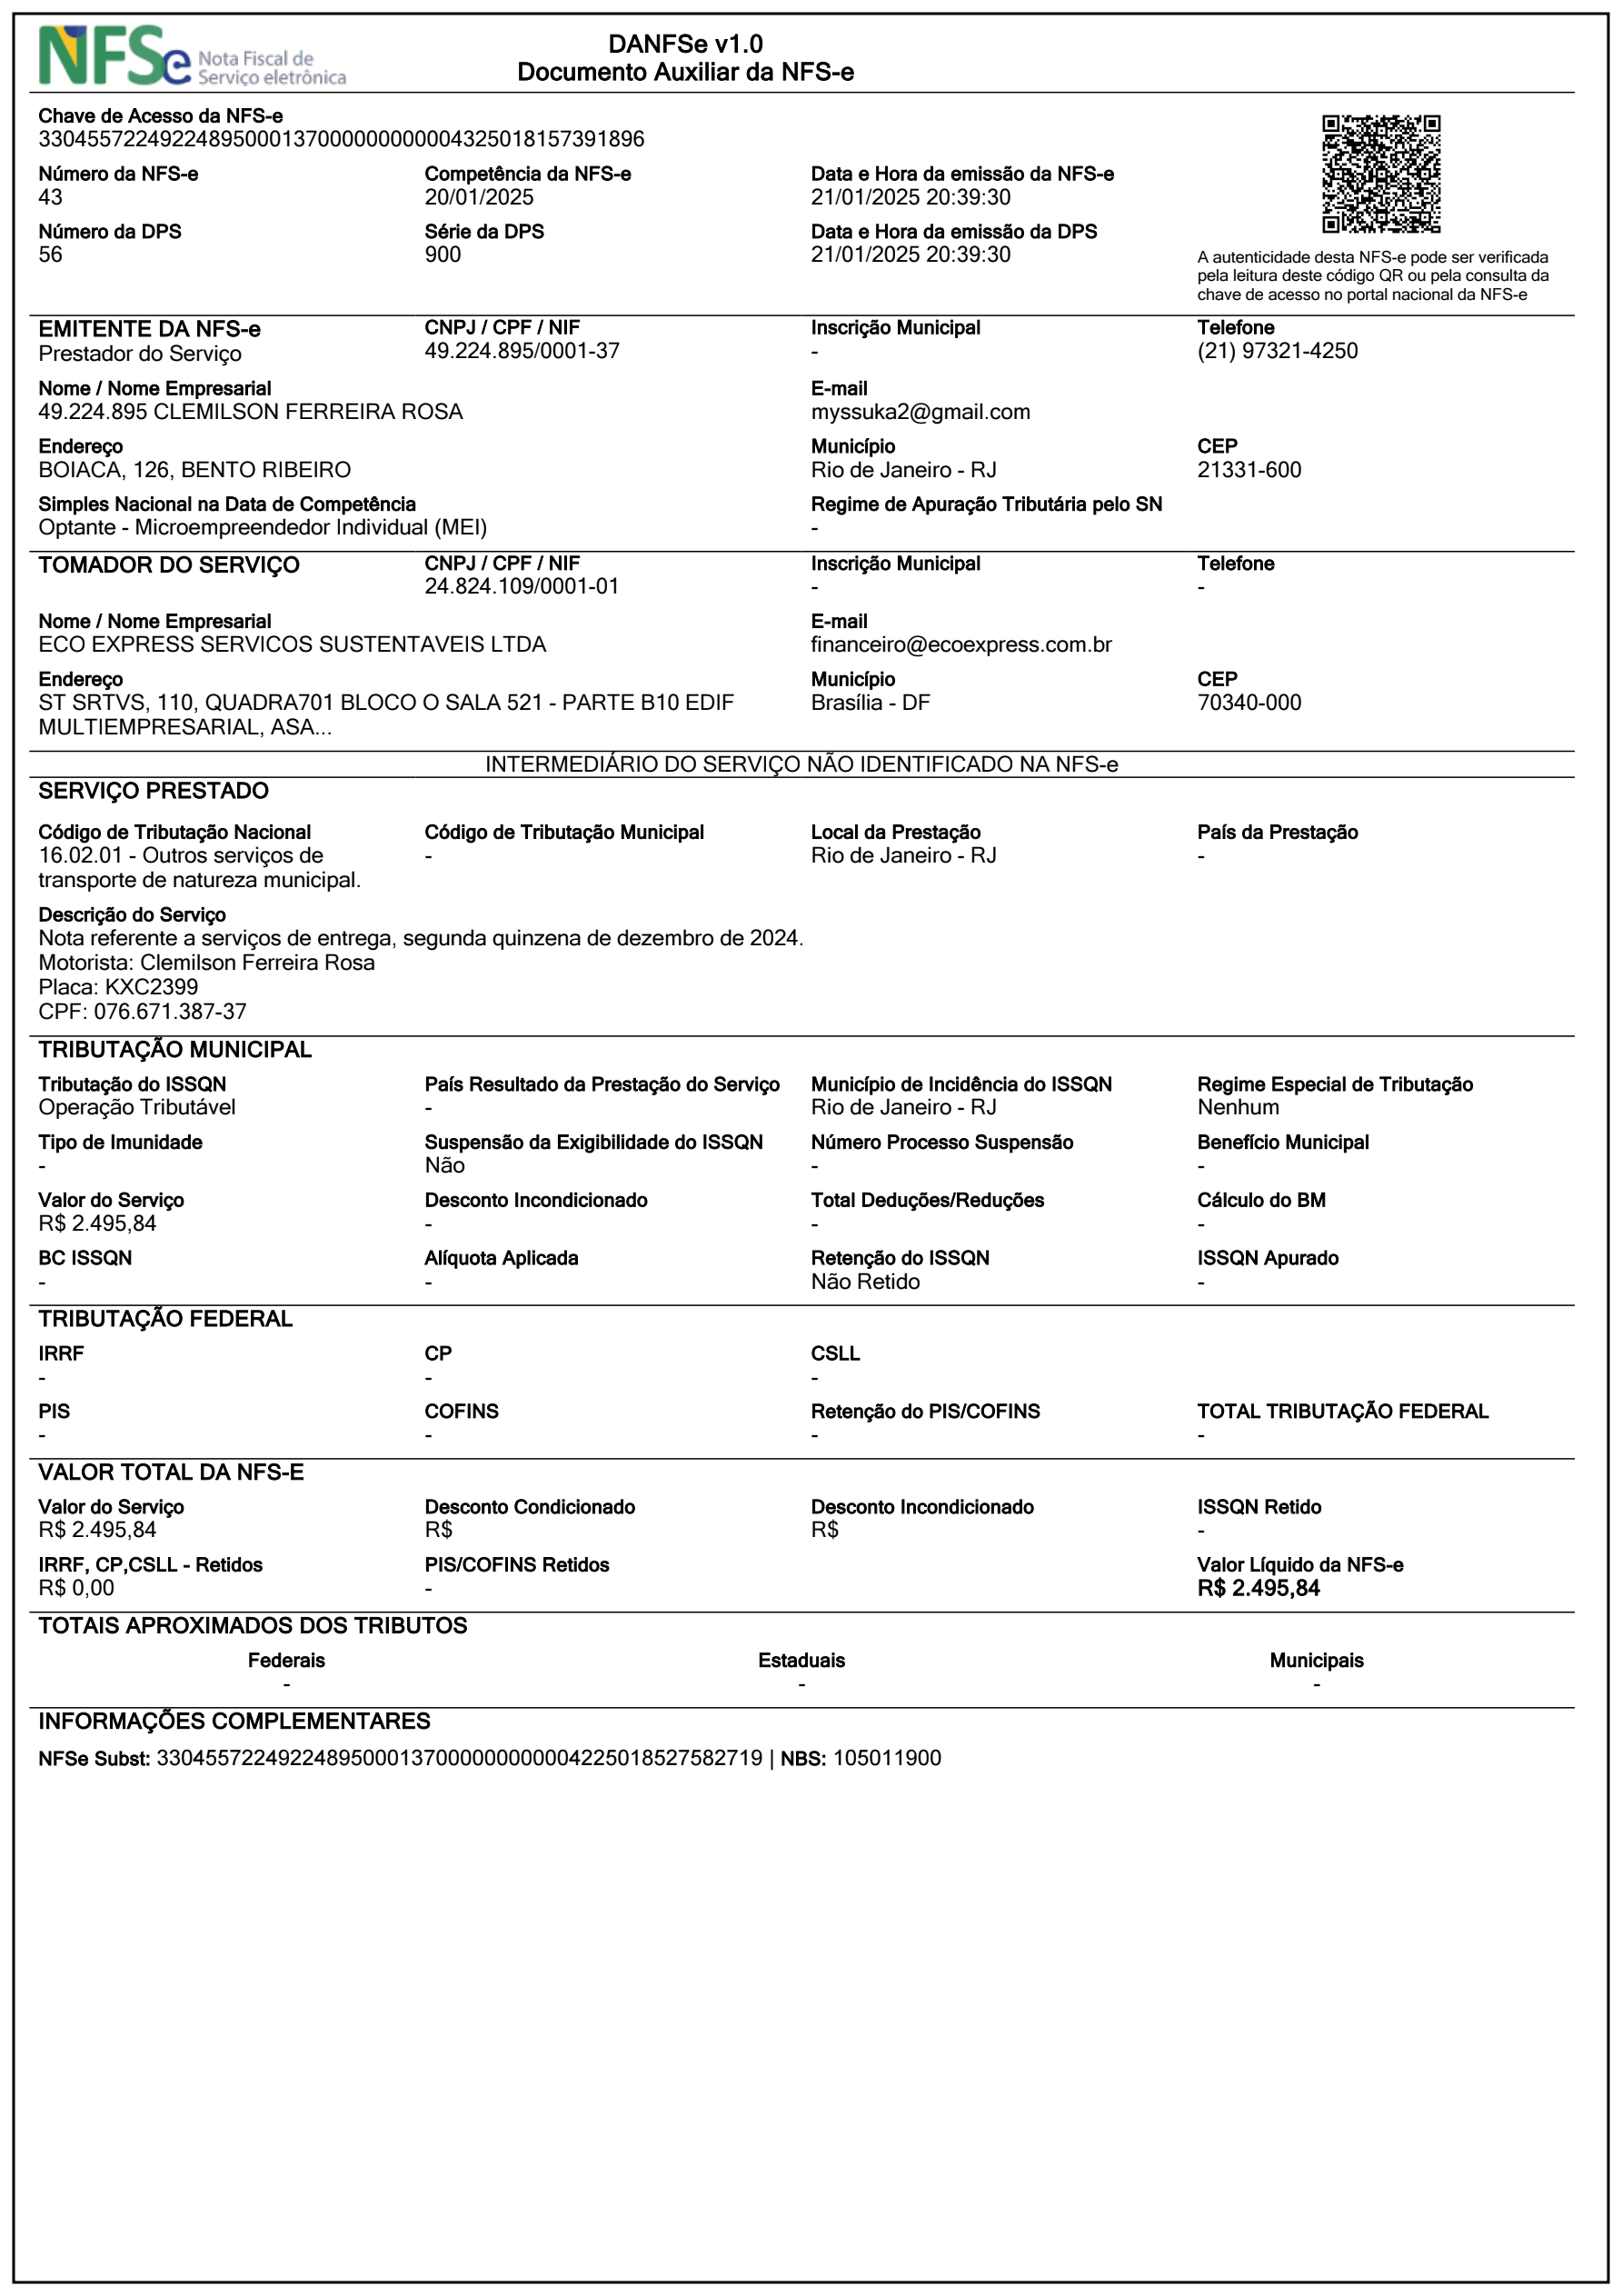 NFSe Nota Fiscal de Serviço eletrônica
DANFSe v1.0
Documento Auxiliar da NFS-e
Chave de Acesso da NFS-e
33045572249224895000137000000000004325018157391896
Número da NFS-e Competência da NFS-e Data e Hora da emissão da NFS-e
43 20/01/2025 21/01/2025 20:39:30
Número da DPS Série da DPS Data e Hora da emissão da DPS
56 900 21/01/2025 20:39:30
A autenticidade desta NFS-e pode ser verificada
pela leitura deste código QR ou pela consulta da
chave de acesso no portal nacional da NFS-e
EMITENTE DA NFS-e CNPJ / CPF / NIF Inscrição Municipal Telefone
Prestador do Serviço 49.224.895/0001-37 - (21) 97321-4250
Nome / Nome Empresarial E-mail
49.224.895 CLEMILSON FERREIRA ROSA myssuka2@gmail.com
Endereço Município CEP
BOIACA, 126, BENTO RIBEIRO Rio de Janeiro - RJ 21331-600
Simples Nacional na Data de Competência Regime de Apuração Tributária pelo SN
Optante - Microempreendedor Individual (MEI) -
TOMADOR DO SERVIÇO CNPJ / CPF / NIF Inscrição Municipal Telefone
24.824.109/0001-01 - -
Nome / Nome Empresarial E-mail
ECO EXPRESS SERVICOS SUSTENTAVEIS LTDA financeiro@ecoexpress.com.br
Endereço Município CEP
ST SRTVS, 110, QUADRA701 BLOCO O SALA 521 - PARTE B10 EDIF Brasília - DF 70340-000
MULTIEMPRESARIAL, ASA...
INTERMEDIÁRIO DO SERVIÇO NÃO IDENTIFICADO NA NFS-e
SERVIÇO PRESTADO
Código de Tributação Nacional Código de Tributação Municipal Local da Prestação País da Prestação
16.02.01 - Outros serviços de - Rio de Janeiro - RJ -
transporte de natureza municipal.
Descrição do Serviço
Nota referente a serviços de entrega, segunda quinzena de dezembro de 2024.
Motorista: Clemilson Ferreira Rosa
Placa: KXC2399
CPF: 076.671.387-37
TRIBUTAÇÃO MUNICIPAL
Tributação do ISSQN País Resultado da Prestação do Serviço Município de Incidência do ISSQN Regime Especial de Tributação
Operação Tributável - Rio de Janeiro - RJ Nenhum
Tipo de Imunidade Suspensão da Exigibilidade do ISSQN Número Processo Suspensão Benefício Municipal
- Não - -
Valor do Serviço Desconto Incondicionado Total Deduções/Reduções Cálculo do BM
R$ 2.495,84 - - -
BC ISSQN Alíquota Aplicada Retenção do ISSQN ISSQN Apurado
- - Não Retido -
TRIBUTAÇÃO FEDERAL
IRRF CP CSLL
- - -
PIS COFINS Retenção do PIS/COFINS TOTAL TRIBUTAÇÃO FEDERAL
- - - -
VALOR TOTAL DA NFS-E
Valor do Serviço Desconto Condicionado Desconto Incondicionado ISSQN Retido
R$ 2.495,84 R$ R$ -
IRRF, CP,CSLL - Retidos PIS/COFINS Retidos Valor Líquido da NFS-e
R$ 0,00 - R$ 2.495,84
TOTAIS APROXIMADOS DOS TRIBUTOS
Federais Estaduais Municipais
- - -
INFORMAÇÕES COMPLEMENTARES
NFSe Subst: 33045572249224895000137000000000004225018527582719 | NBS: 105011900